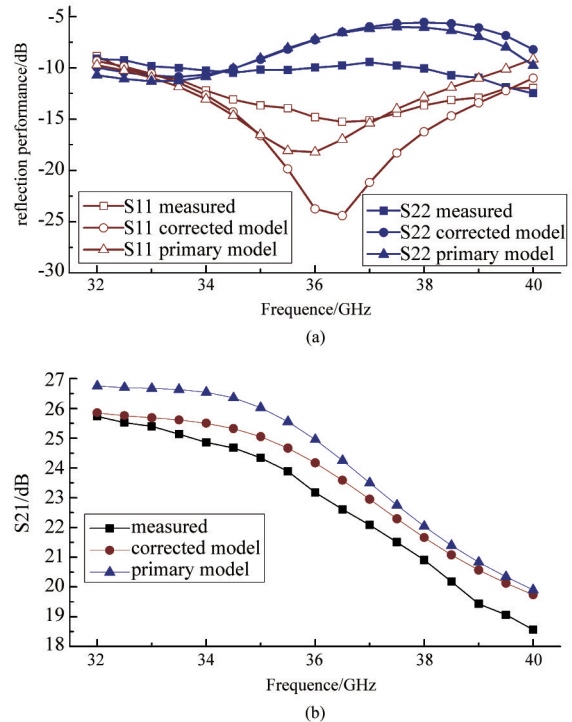 -5
-10
-15
-20
-25
-30
reflection performance/dB
S11 measured
S11 corrected model
S11 primary model
S22 measured
S22 corrected model
S22 primary model
32 34 36 38 40
Frequence/GHz
(a)
27
26
25
24
23
22
21
20
19
18
S21/dB
measured
corrected model
primary model
32 34 36 38 40
Frequence/GHz
(b)